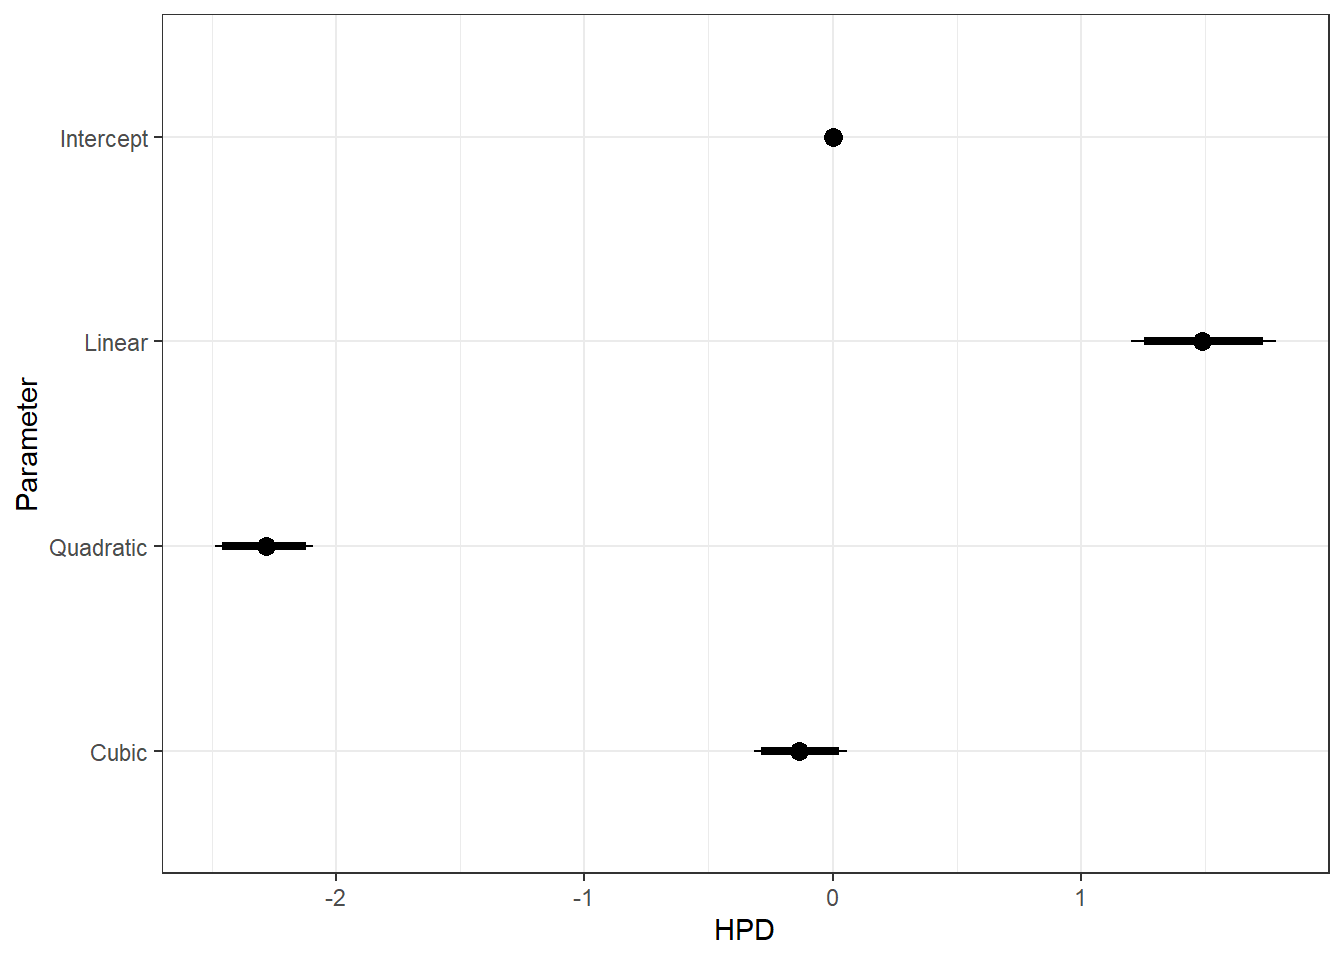 Intercept
Linear
Parameter
Quadratic
Cubic
-2 -1 0 1
HPD